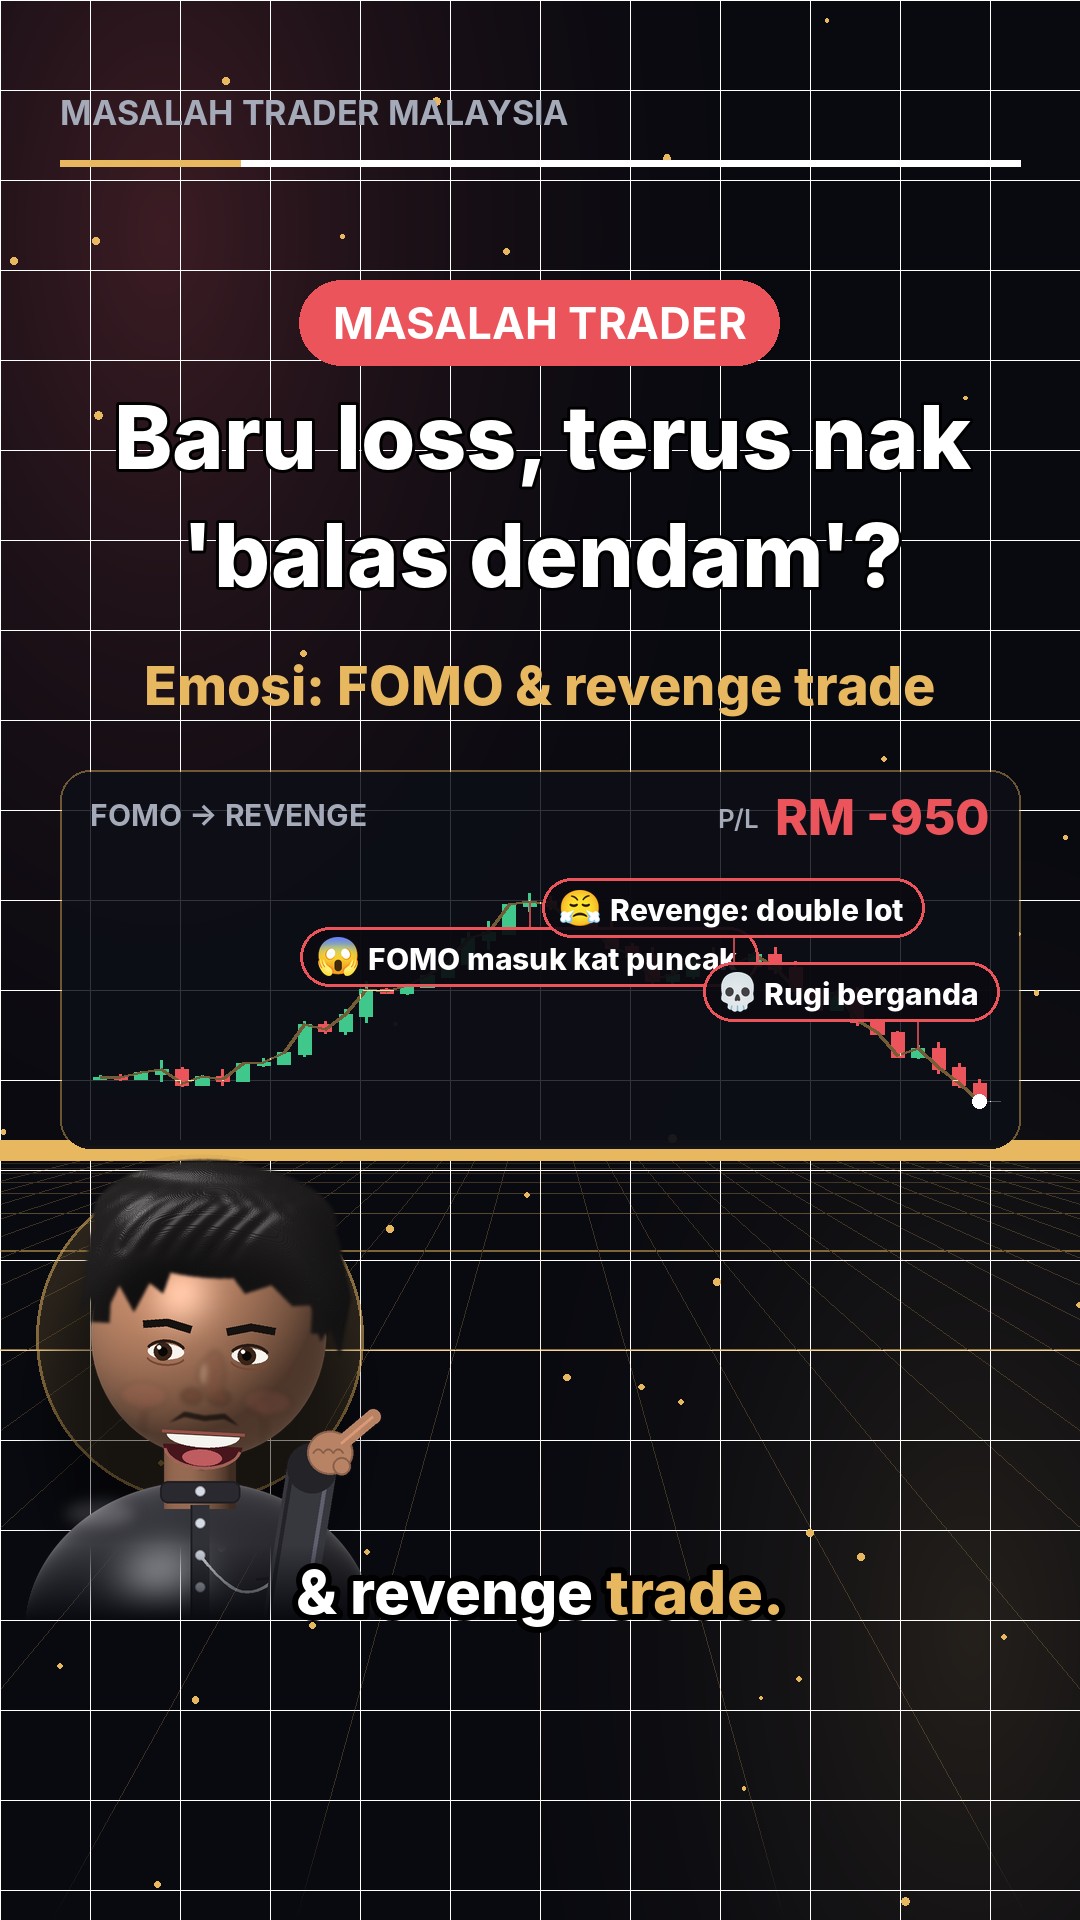 MASALAH TRADER MALAYSIA
MASALAH TRADER
Baru loss, terus nak
'balas dendam'?
Emosi: FOMO & revenge trade
FOMO → REVENGE
P/L RM -950
😤 Revenge: double lot
😱 FOMO masuk kat puncak
💀 Rugi berganda
& revenge trade.